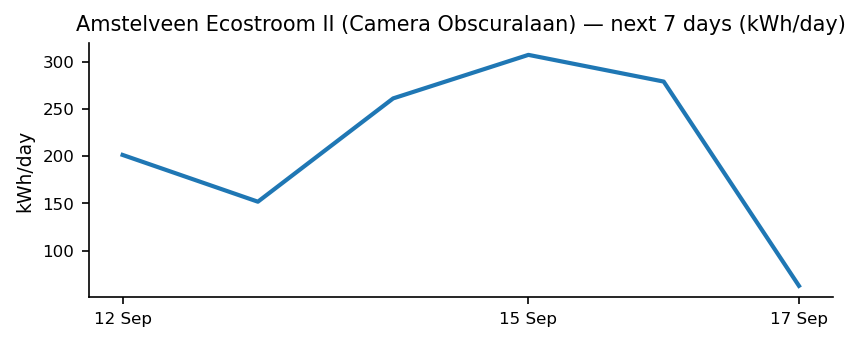 Amstelveen Ecostroom II (Camera Obscuralaan) — next 7 days (kWh/day)
kWh/day
300
250
200
150
100
12 Sep 15 Sep 17 Sep